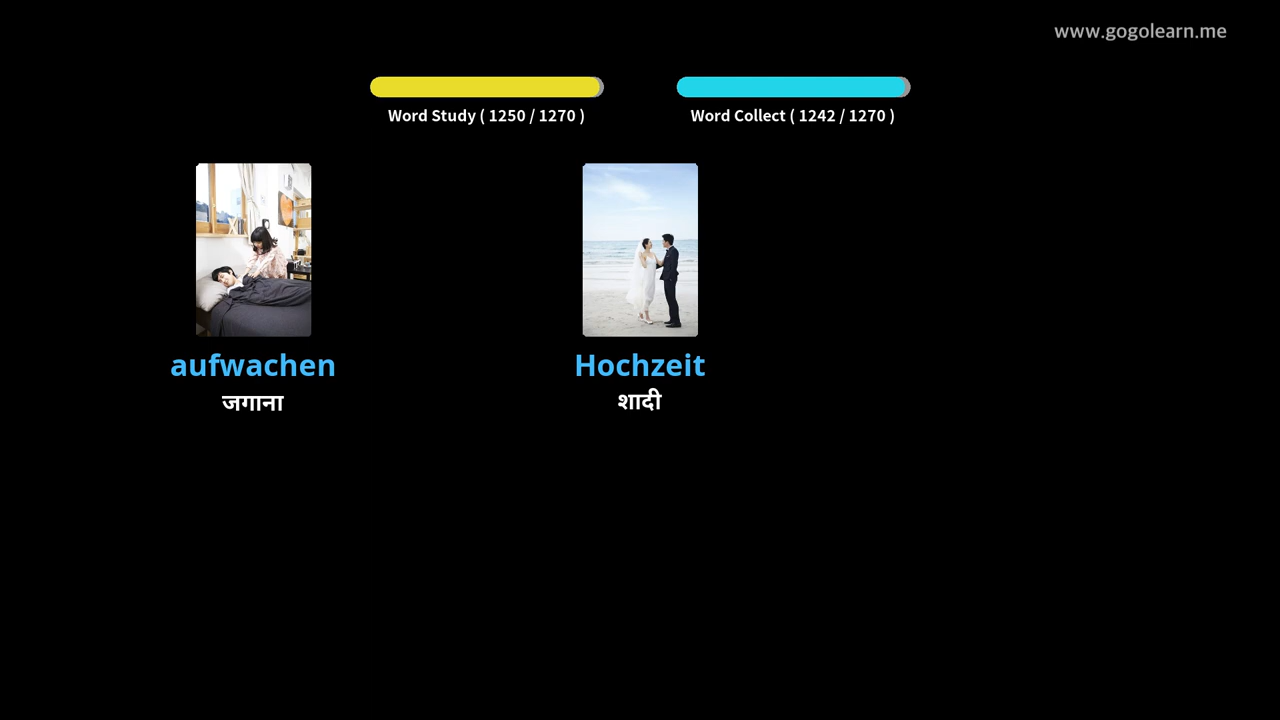 www.gogolearn.me
Word Study ( 1250 / 1270 )
Word Collect ( 1242 / 1270 )
aufwachen
जगाना
Hochzeit
शादी